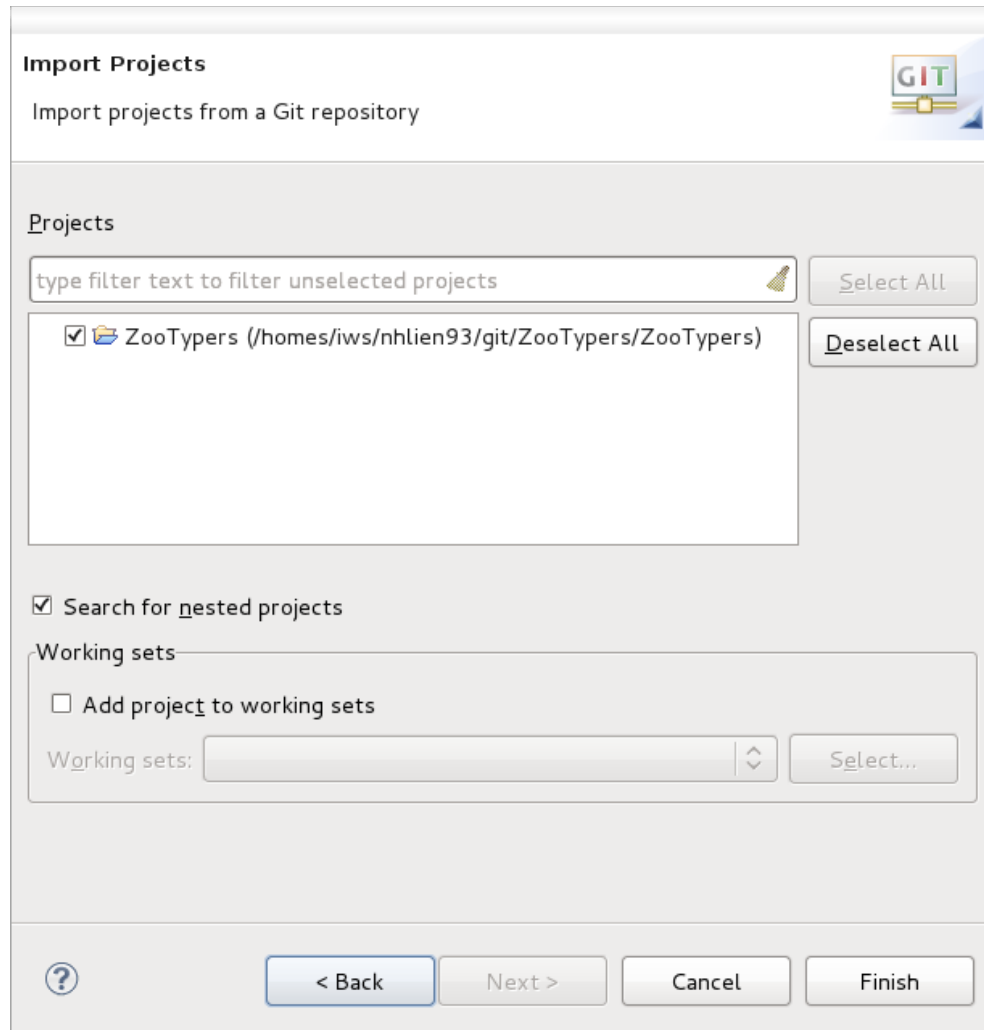 Import Projects
GIT
Import projects from a Git repository
Projects
type filter text to filter unselected projects
Select All
ZooTypers (/homes/iws/nhlien93/git/ZooTypers/ZooTypers)
Deselect All
Search for nested projects
Working sets
Add project to working sets
Working sets:
Select...
?
< Back
Next >
Cancel
Finish